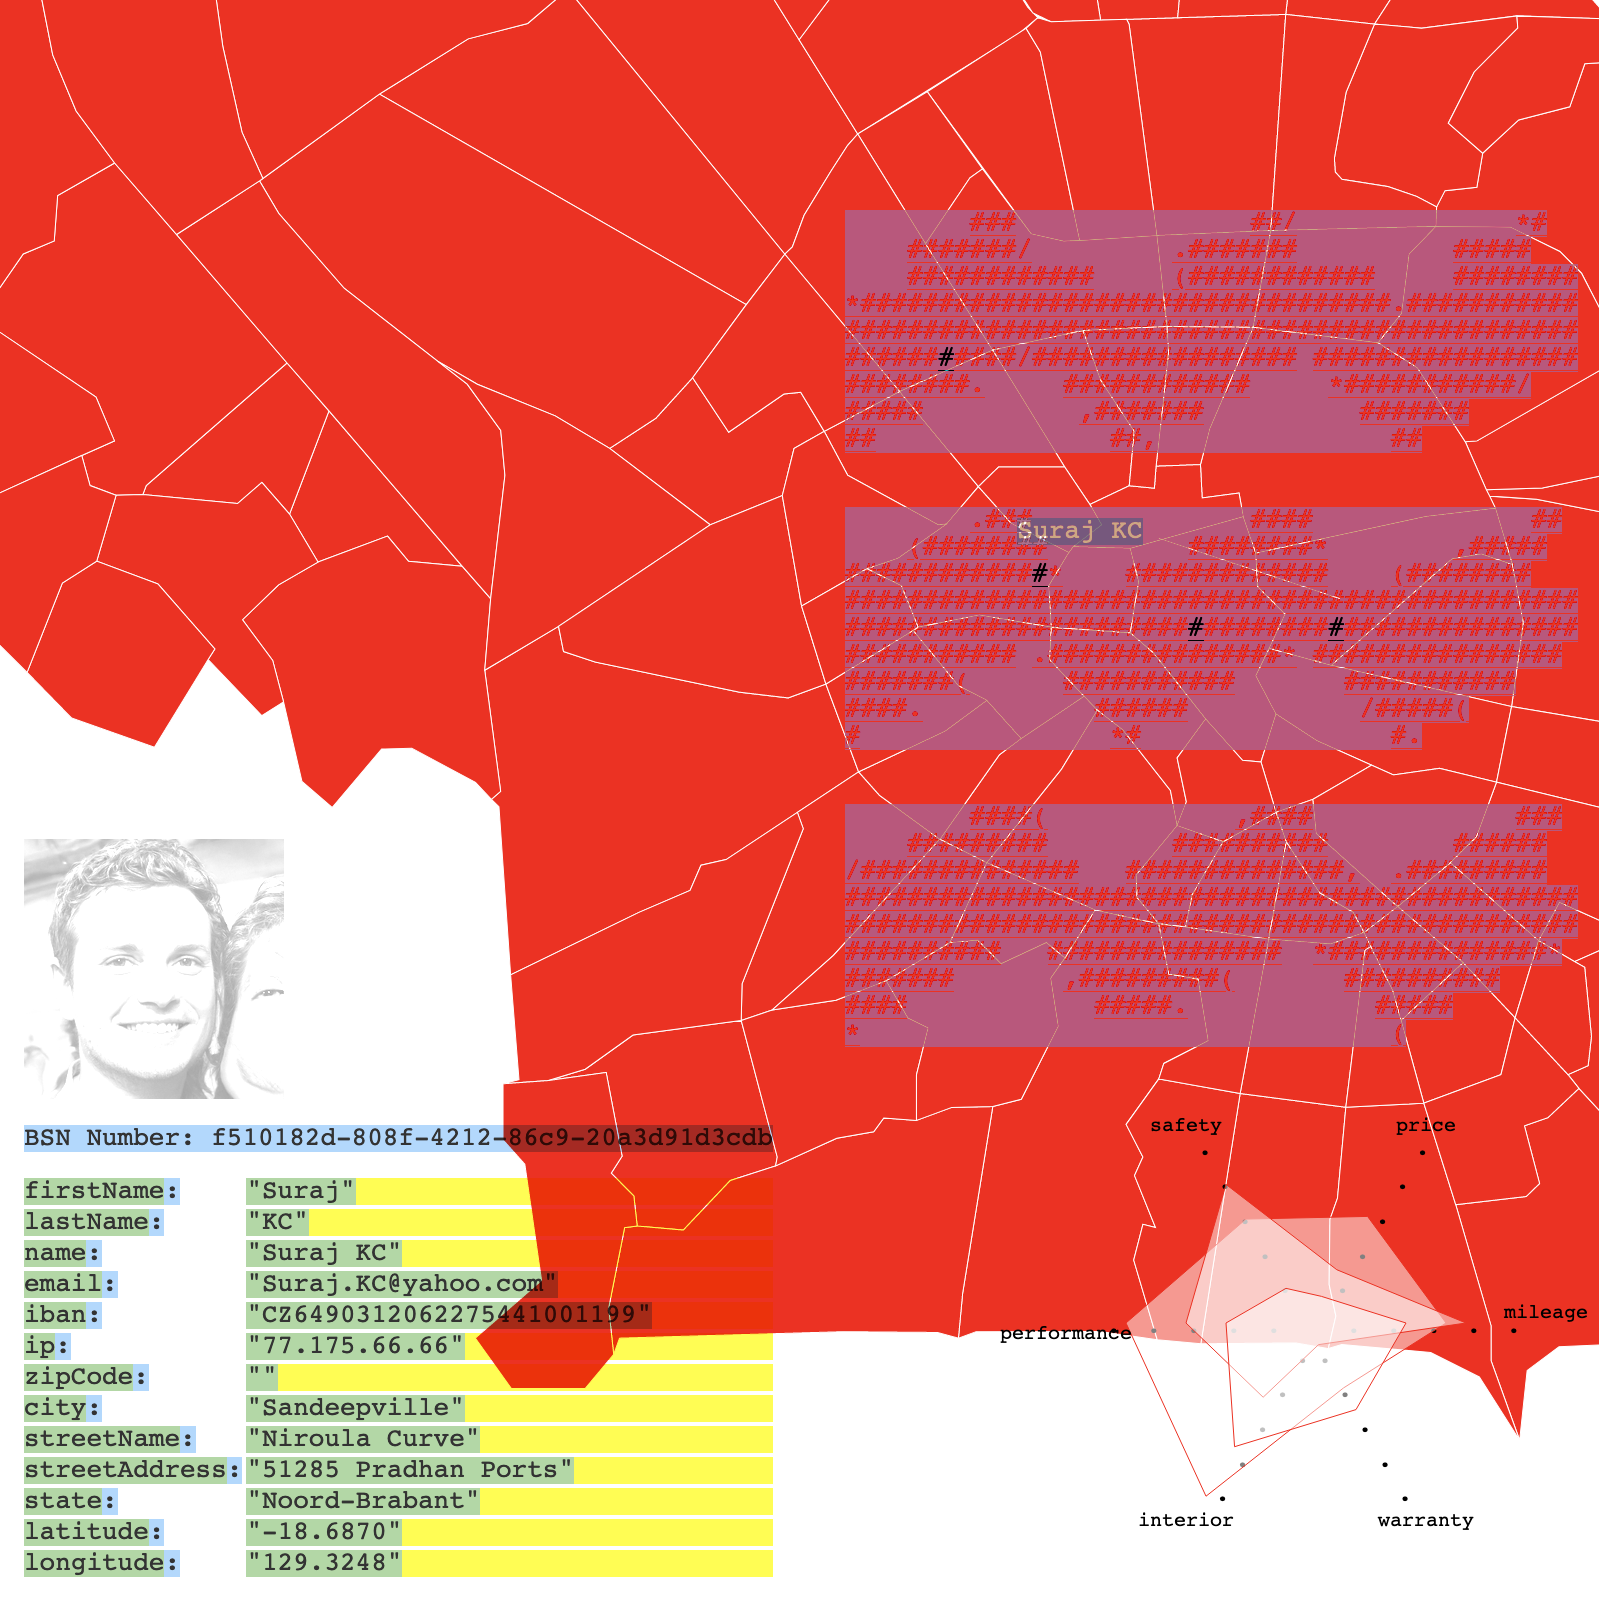 Suraj KC
BSN Number: f510182d-808f-4212-86c9-20a3d91d3cdb
firstName: "Suraj"
lastName: "KC"
name: "Suraj KC"
email: "Suraj.KC@yahoo.com"
iban: "CZ6490312062275441001199"
ip: "77.175.66.66"
zipCode: ""
city: "Sandeepville"
streetName: "Niroula Curve"
streetAddress: "51285 Pradhan Ports"
state: "Noord-Brabant"
latitude: "-18.6870"
longitude: "129.3248"
safety
price
mileage
performance
interior
warranty